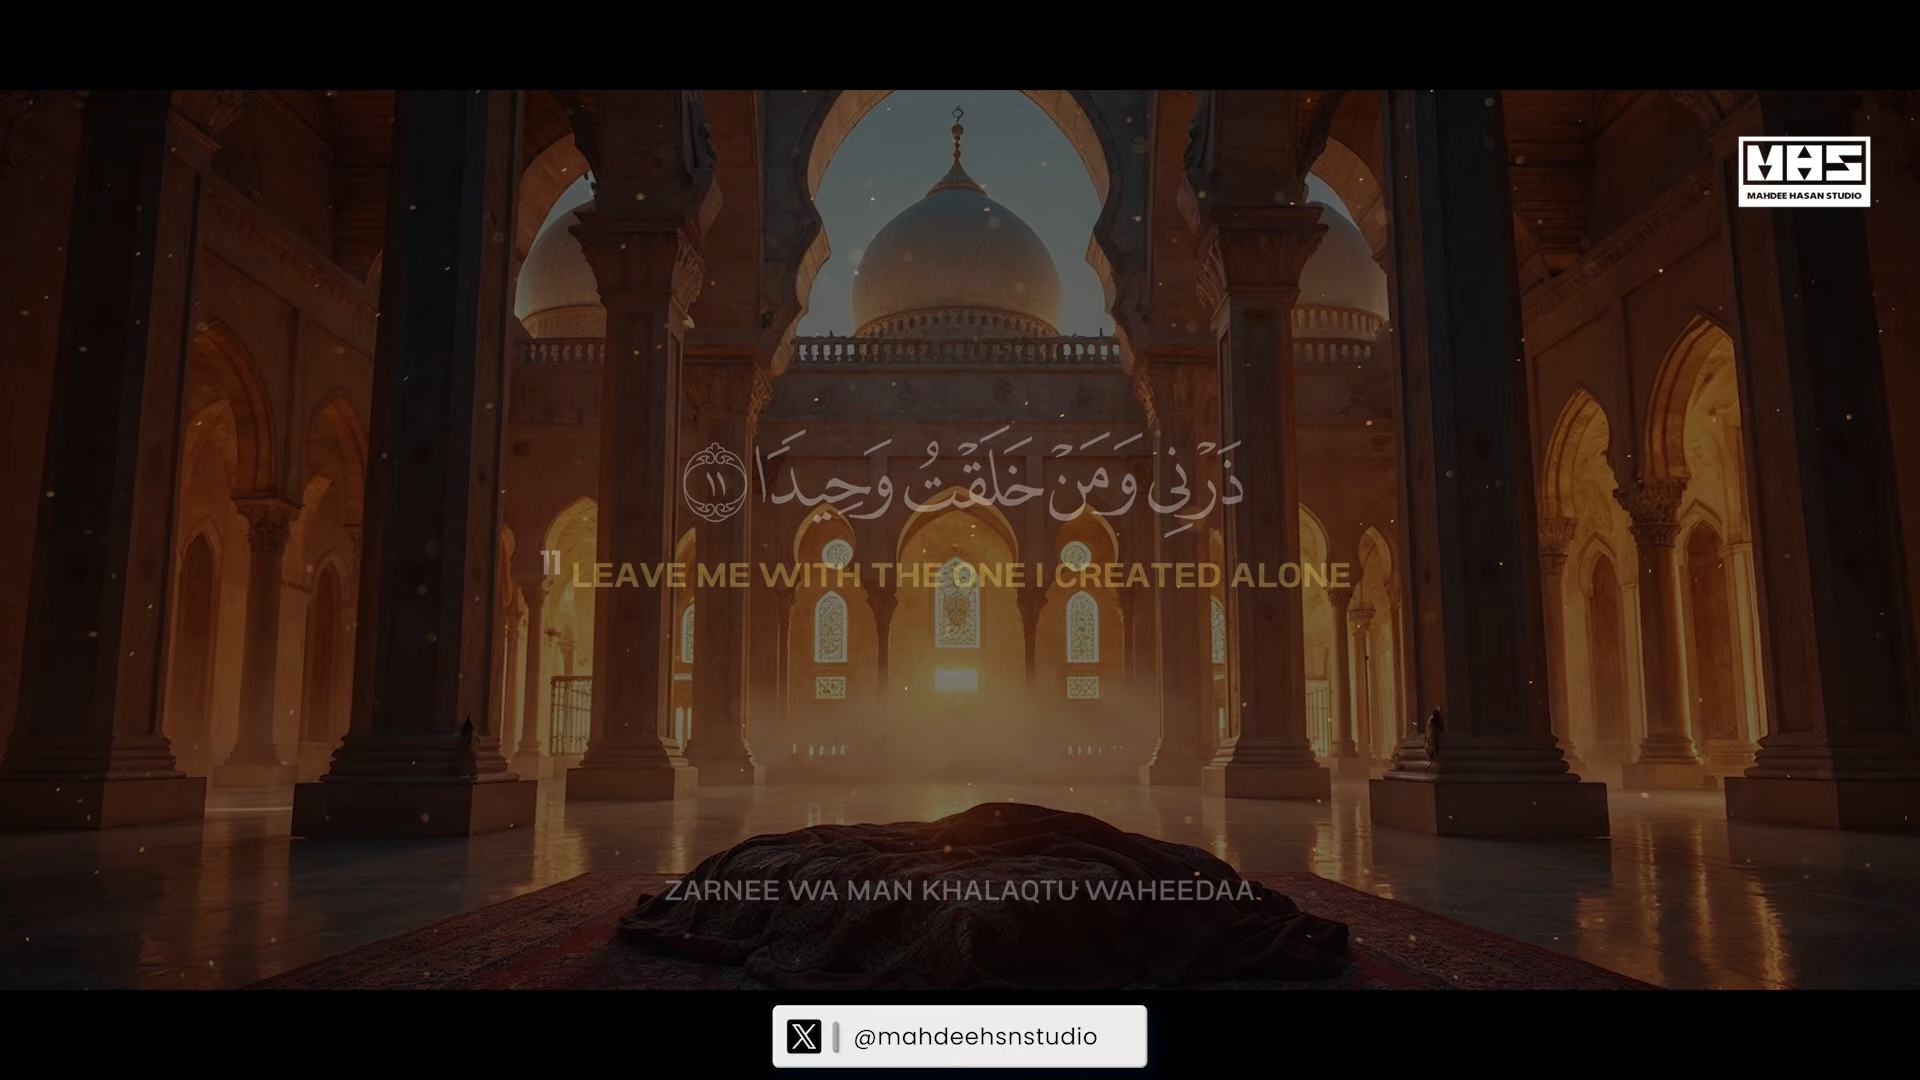 MHS
MAHDEE HASAN STUDIO
ذَرْنِي وَمَنْ خَلَقْتُ وَحِيدًا ١١
11 LEAVE ME WITH THE ONE I CREATED ALONE
ZARNEE WA MAN KHALAQTU WAHEEDAA.
X | @mahdeehsnstudio